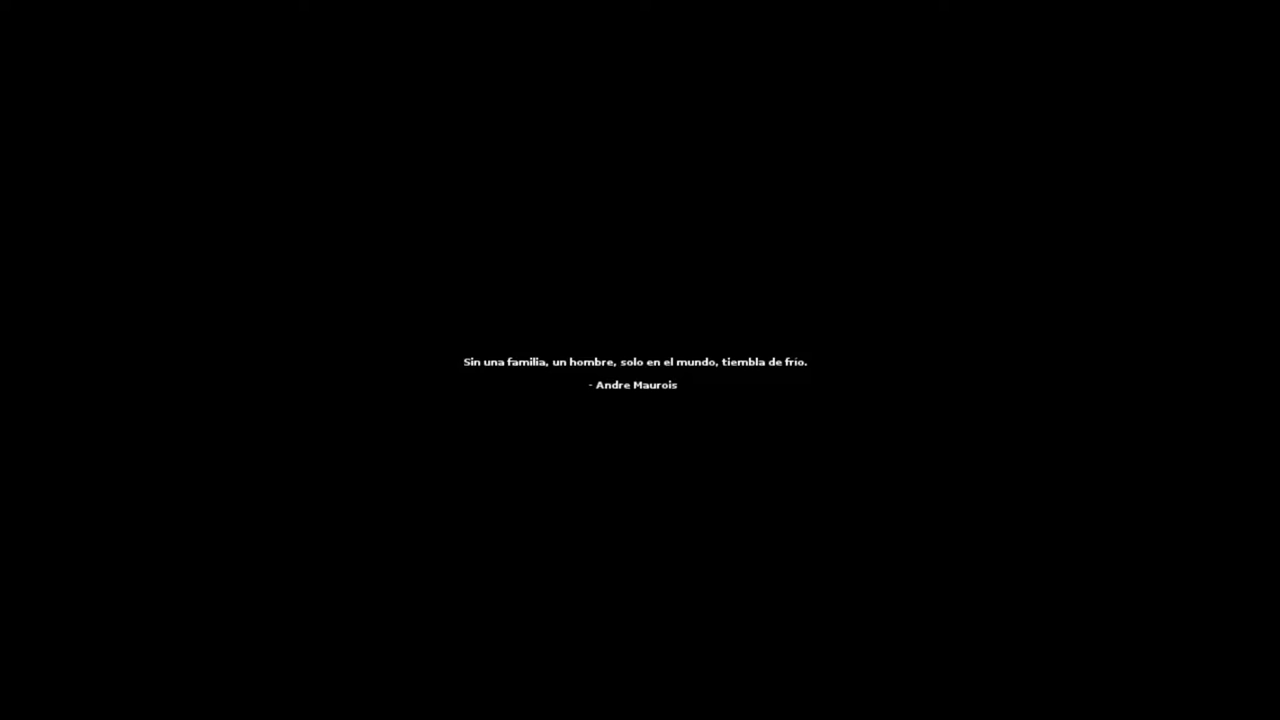 Sin una familia, un hombre, solo en el mundo, tiembla de frío.
- Andre Maurois